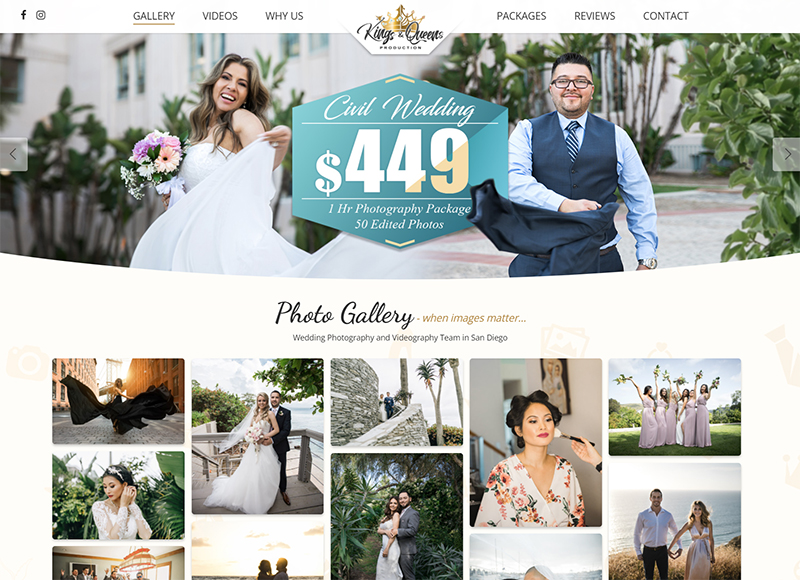 GALLERY VIDEOS WHY US
Kings & Queens
PRODUCTION
PACKAGES REVIEWS CONTACT
Civil Wedding
$449
1 Hr Photography Package
50 Edited Photos
Photo Gallery - when images matter...
Wedding Photography and Videography Team in San Diego